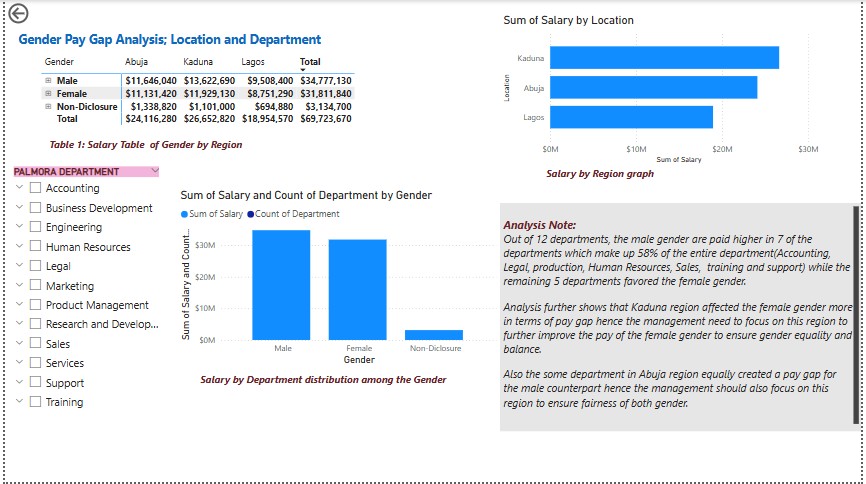 Gender Pay Gap Analysis; Location and Department
Gender Abuja Kaduna Lagos Total
Male $11,646,040 $13,622,690 $9,508,400 $34,777,130
Female $11,131,420 $11,929,130 $8,751,290 $31,811,840
Non-Diclosure $1,338,820 $1,101,000 $694,880 $3,134,700
Total $24,116,280 $26,652,820 $18,954,570 $69,723,670
Table 1: Salary Table of Gender by Region
PALMORA DEPARTMENT
Accounting
Business Development
Engineering
Human Resources
Legal
Marketing
Product Management
Research and Develop...
Sales
Services
Support
Training
Sum of Salary and Count of Department by Gender
Sum of Salary Count of Department
Sum of Salary and Count...
$30M
$20M
$10M
$0M
Male Female Non-Diclosure
Gender
Salary by Department distribution among the Gender
Sum of Salary by Location
Location
Kaduna
Abuja
Lagos
$0M $10M $20M $30M
Sum of Salary
Salary by Region graph
Analysis Note:
Out of 12 departments, the male gender are paid higher in 7 of the
departments which make up 58% of the entire department(Accounting,
Legal, production, Human Resources, Sales, training and support) while the
remaining 5 departments favored the female gender.
Analysis further shows that Kaduna region affected the female gender more
in terms of pay gap hence the management need to focus on this region to
further improve the pay of the female gender to ensure gender equality and
balance.
Also the some department in Abuja region equally created a pay gap for
the male counterpart hence the management should also focus on this
region to ensure fairness of both gender.